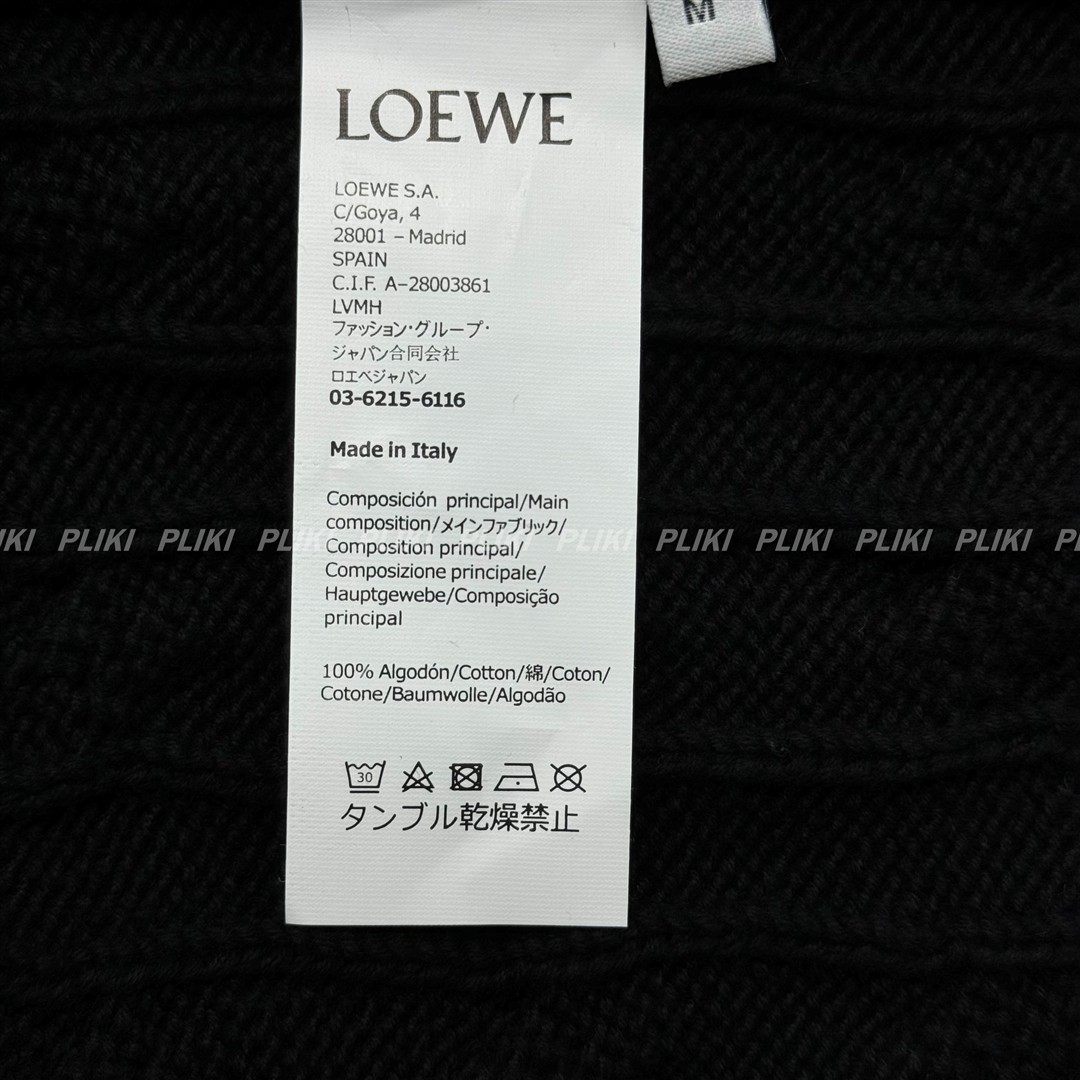 M
LOEWE
LOEWE S.A.
C/Goya, 4
28001 – Madrid
SPAIN
C.I.F. A–28003861
LVMH
ファッション・グループ・
ジャパン合同会社
ロエベジャパン
03-6215-6116
Made in Italy
Composición principal/Main
composition/メインファブリック/
Composition principal/
Composizione principale/
Hauptgewebe/Composição
principal
PLIKI PLIKI PLIKI PLIKI PLIKI PLIKI PLIKI PLIKI PLIKI
100% Algodón/Cotton/綿/Coton/
Cotone/Baumwolle/Algodão
30
タンブル乾燥禁止